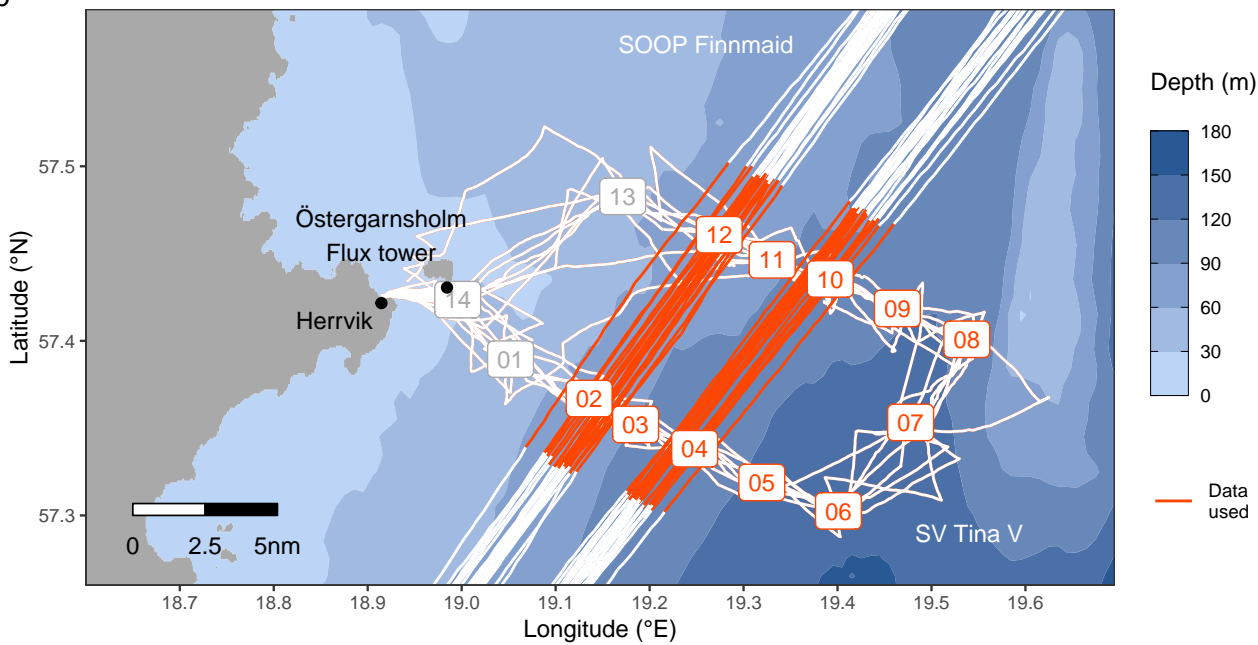 SOOP Finnmaid
Depth (m)
180
150
120
90
60
30
0
57.5
57.4
57.3
Latitude (°N)
13
Östergarnsholm
Flux tower
12
11
10
14
Herrvik
09
08
01
02
03
07
04
05
06
SV Tina V
0 2.5 5nm
Data
used
18.7 18.8 18.9 19.0 19.1 19.2 19.3 19.4 19.5 19.6
Longitude (°E)